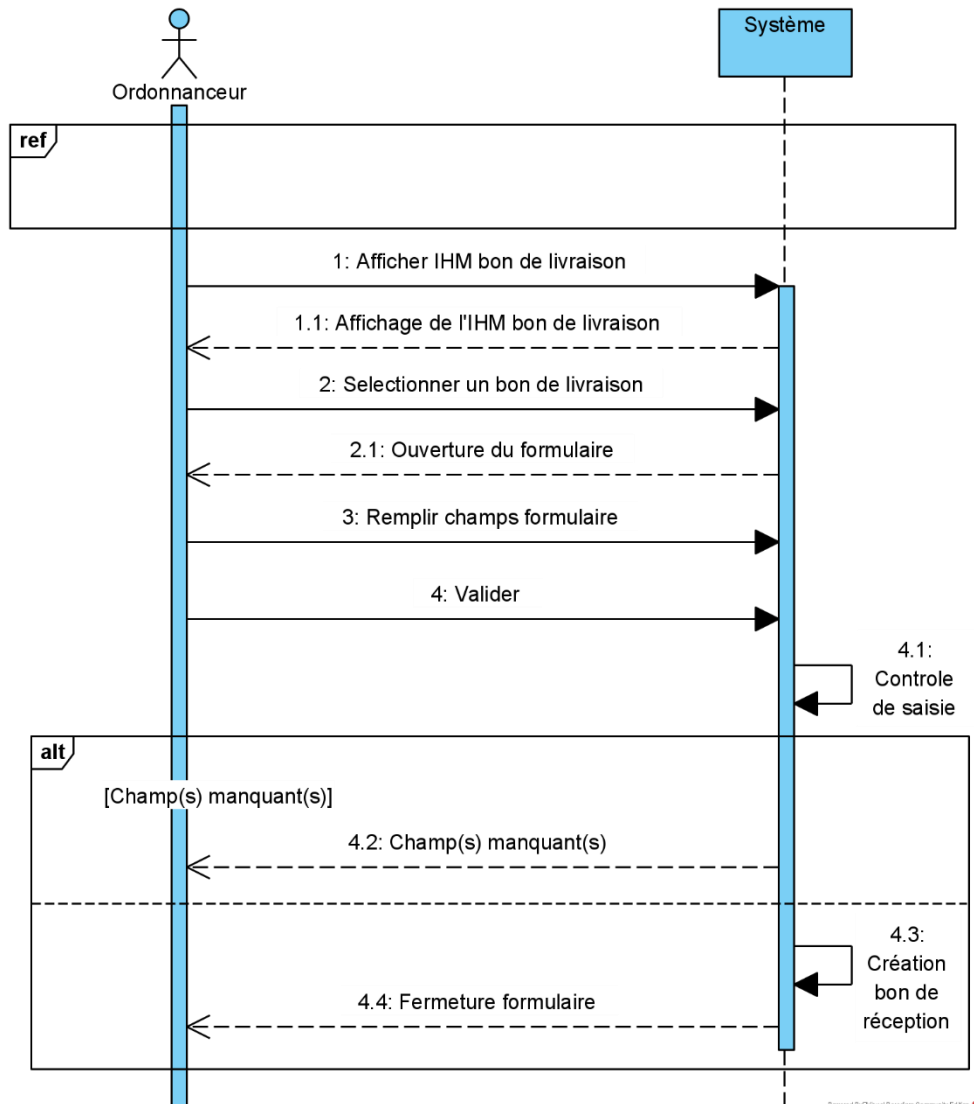 Système
Ordonnanceur
ref
1: Afficher IHM bon de livraison
1.1: Affichage de l'IHM bon de livraison
2: Selectionner un bon de livraison
2.1: Ouverture du formulaire
3: Remplir champs formulaire
4: Valider
4.1:
Controle
de saisie
alt
[Champ(s) manquant(s)]
4.2: Champ(s) manquant(s)
4.3:
Création
bon de
réception
4.4: Fermeture formulaire